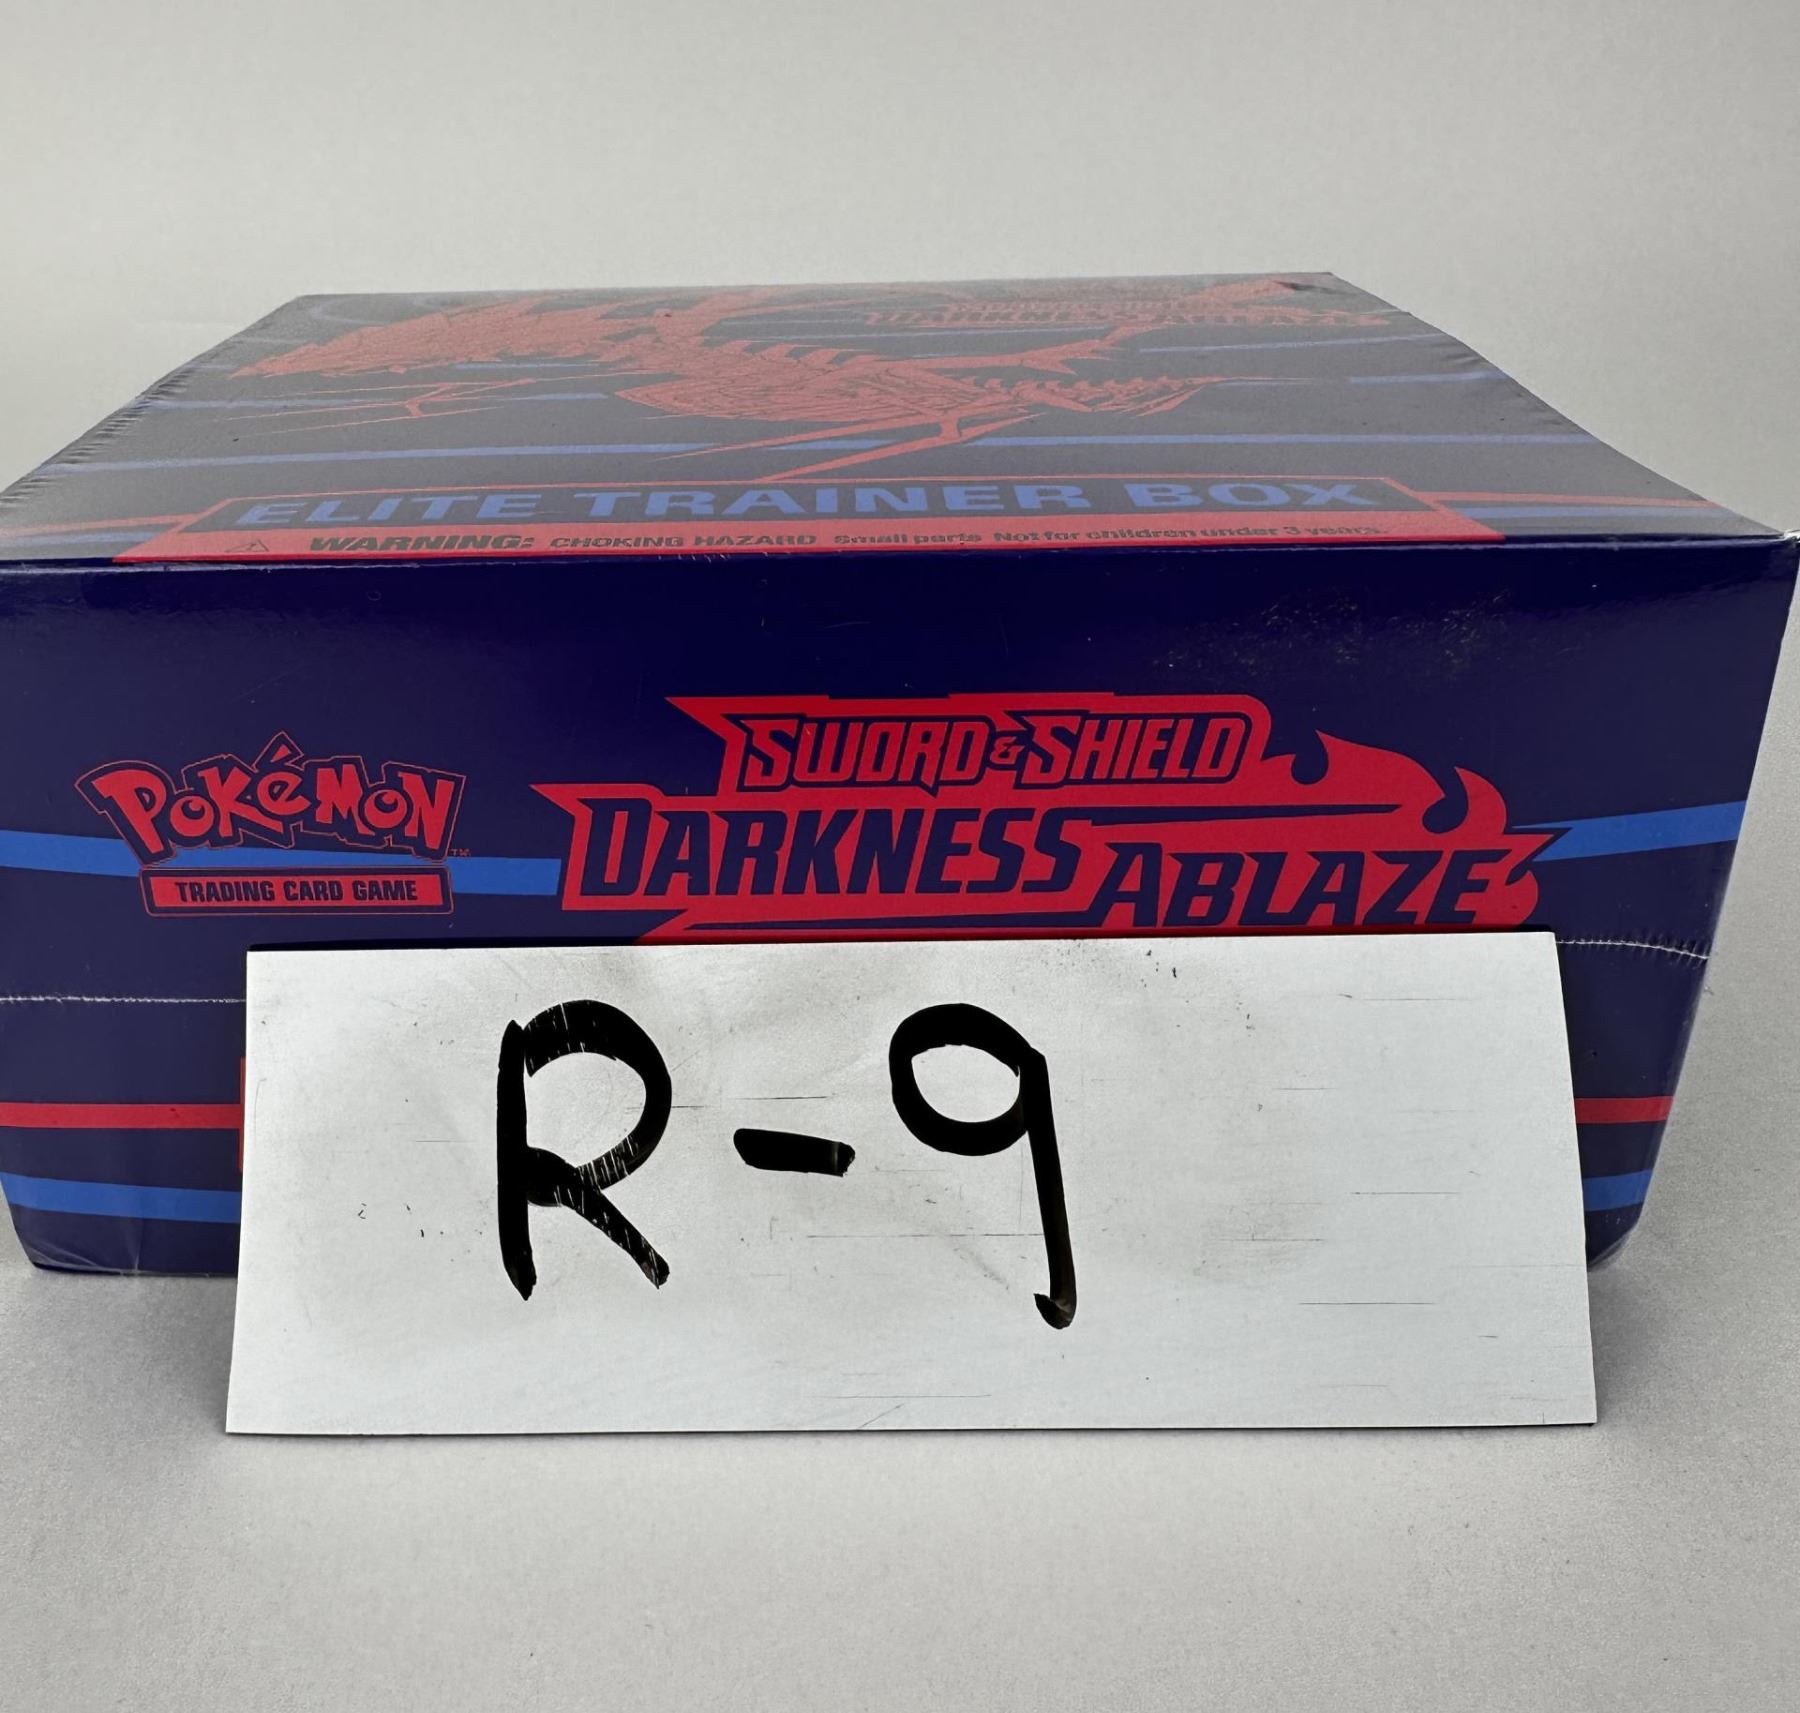 DARKNESS ABLAZE
ELITE TRAINER BOX
WARNING: CHOKING HAZARD Small parts Not for children under 3 years.
SWORD & SHIELD
POKéMON TM
DARKNESS
ABLAZE
TRADING CARD GAME
R-9